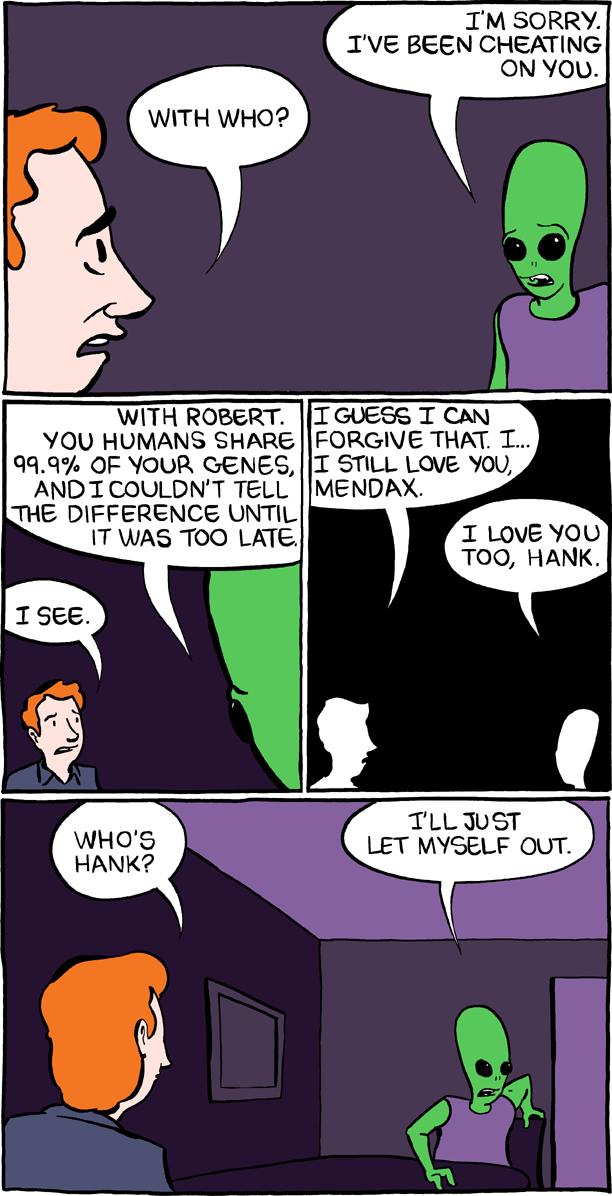 I'M SORRY.
I'VE BEEN CHEATING
ON YOU.
WITH WHO?
WITH ROBERT.
YOU HUMANS SHARE
99.9% OF YOUR GENES,
AND I COULDN'T TELL
THE DIFFERENCE UNTIL
IT WAS TOO LATE.
I SEE.
I GUESS I CAN
FORGIVE THAT. I...
I STILL LOVE YOU,
MENDAX.
I LOVE YOU
TOO, HANK.
WHO'S
HANK?
I'LL JUST
LET MYSELF OUT.